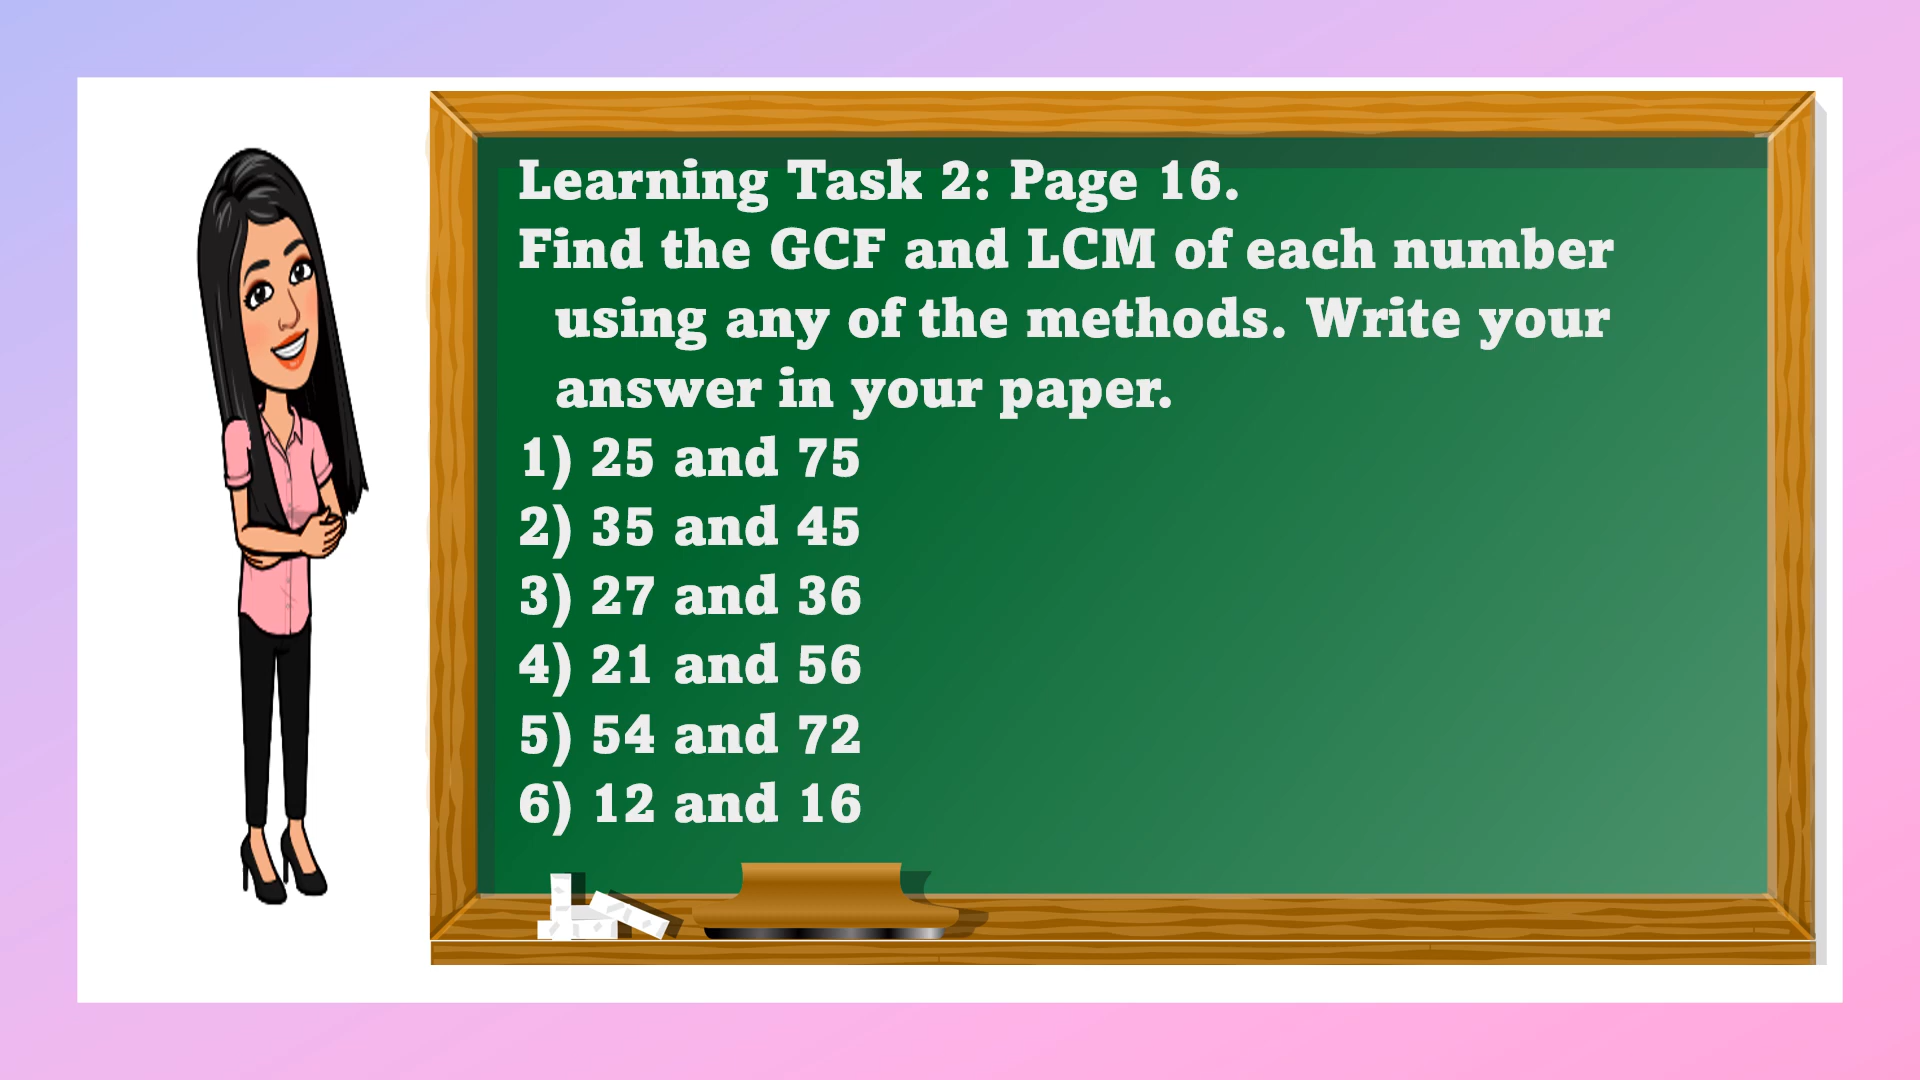 Learning Task 2: Page 16.
Find the GCF and LCM of each number
using any of the methods. Write your
answer in your paper.
1) 25 and 75
2) 35 and 45
3) 27 and 36
4) 21 and 56
5) 54 and 72
6) 12 and 16